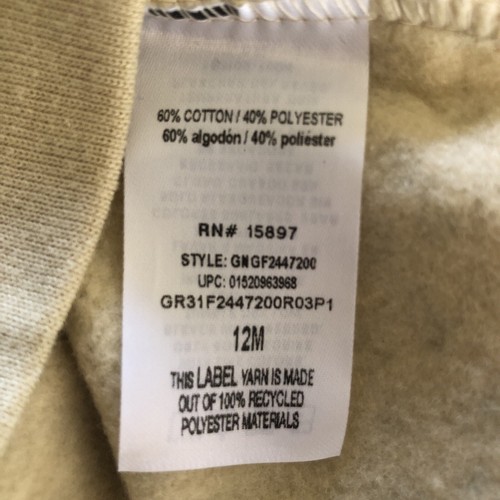 60% COTTON / 40% POLYESTER
60% algodón / 40% poliéster
RN# 15897
STYLE: GNGF2447200
UPC: 01520963968
GR31F2447200R03P1
12M
THIS LABEL YARN IS MADE
OUT OF 100% RECYCLED
POLYESTER MATERIALS